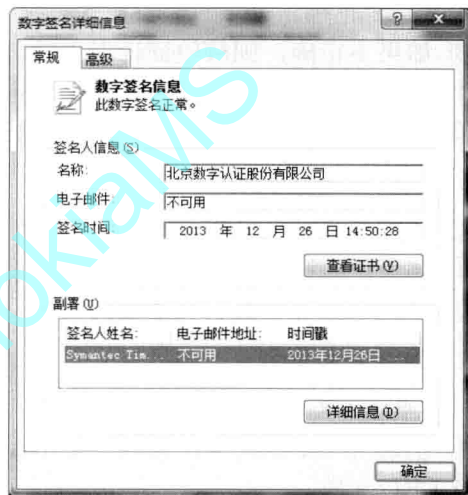 数字签名详细信息
常规 高级
数字签名信息
此数字签名正常。
签名人信息(S)
名称: 北京数字认证股份有限公司
电子邮件: 不可用
签名时间: 2013 年 12 月 26 日 14:50:28
查看证书(V)
副署(U)
签名人姓名: 电子邮件地址: 时间戳
Symantec Tim... 不可用 2013年12月26日 ...
详细信息(D)
确定